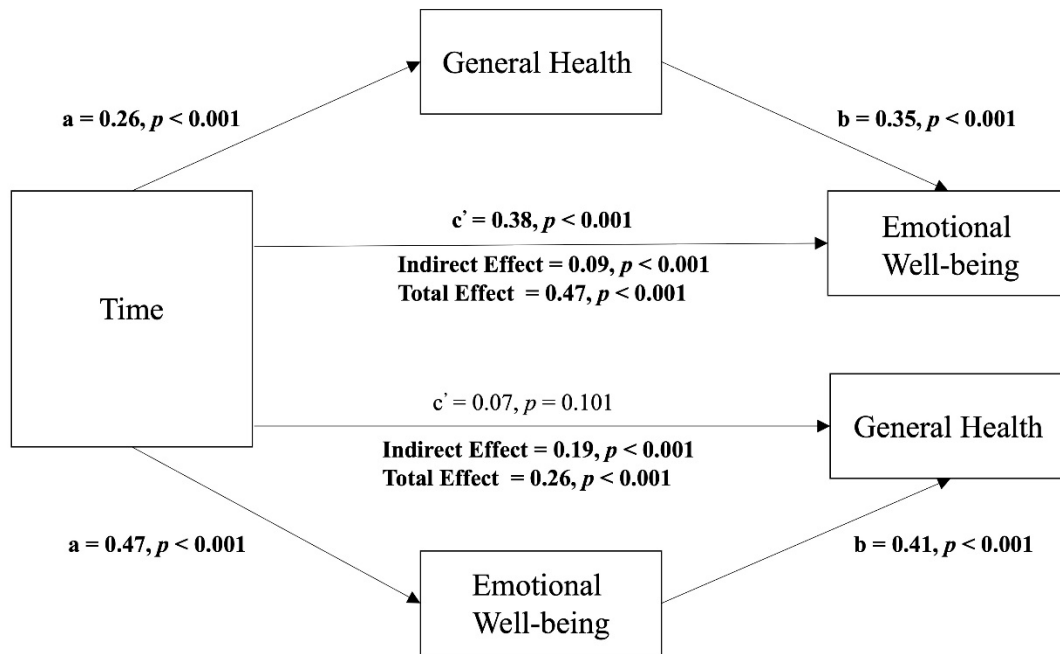 General Health
a = 0.26, p < 0.001
b = 0.35, p < 0.001
c’ = 0.38, p < 0.001
Indirect Effect = 0.09, p < 0.001
Total Effect = 0.47, p < 0.001
Emotional
Well-being
Time
c’ = 0.07, p = 0.101
Indirect Effect = 0.19, p < 0.001
Total Effect = 0.26, p < 0.001
General Health
a = 0.47, p < 0.001
b = 0.41, p < 0.001
Emotional
Well-being